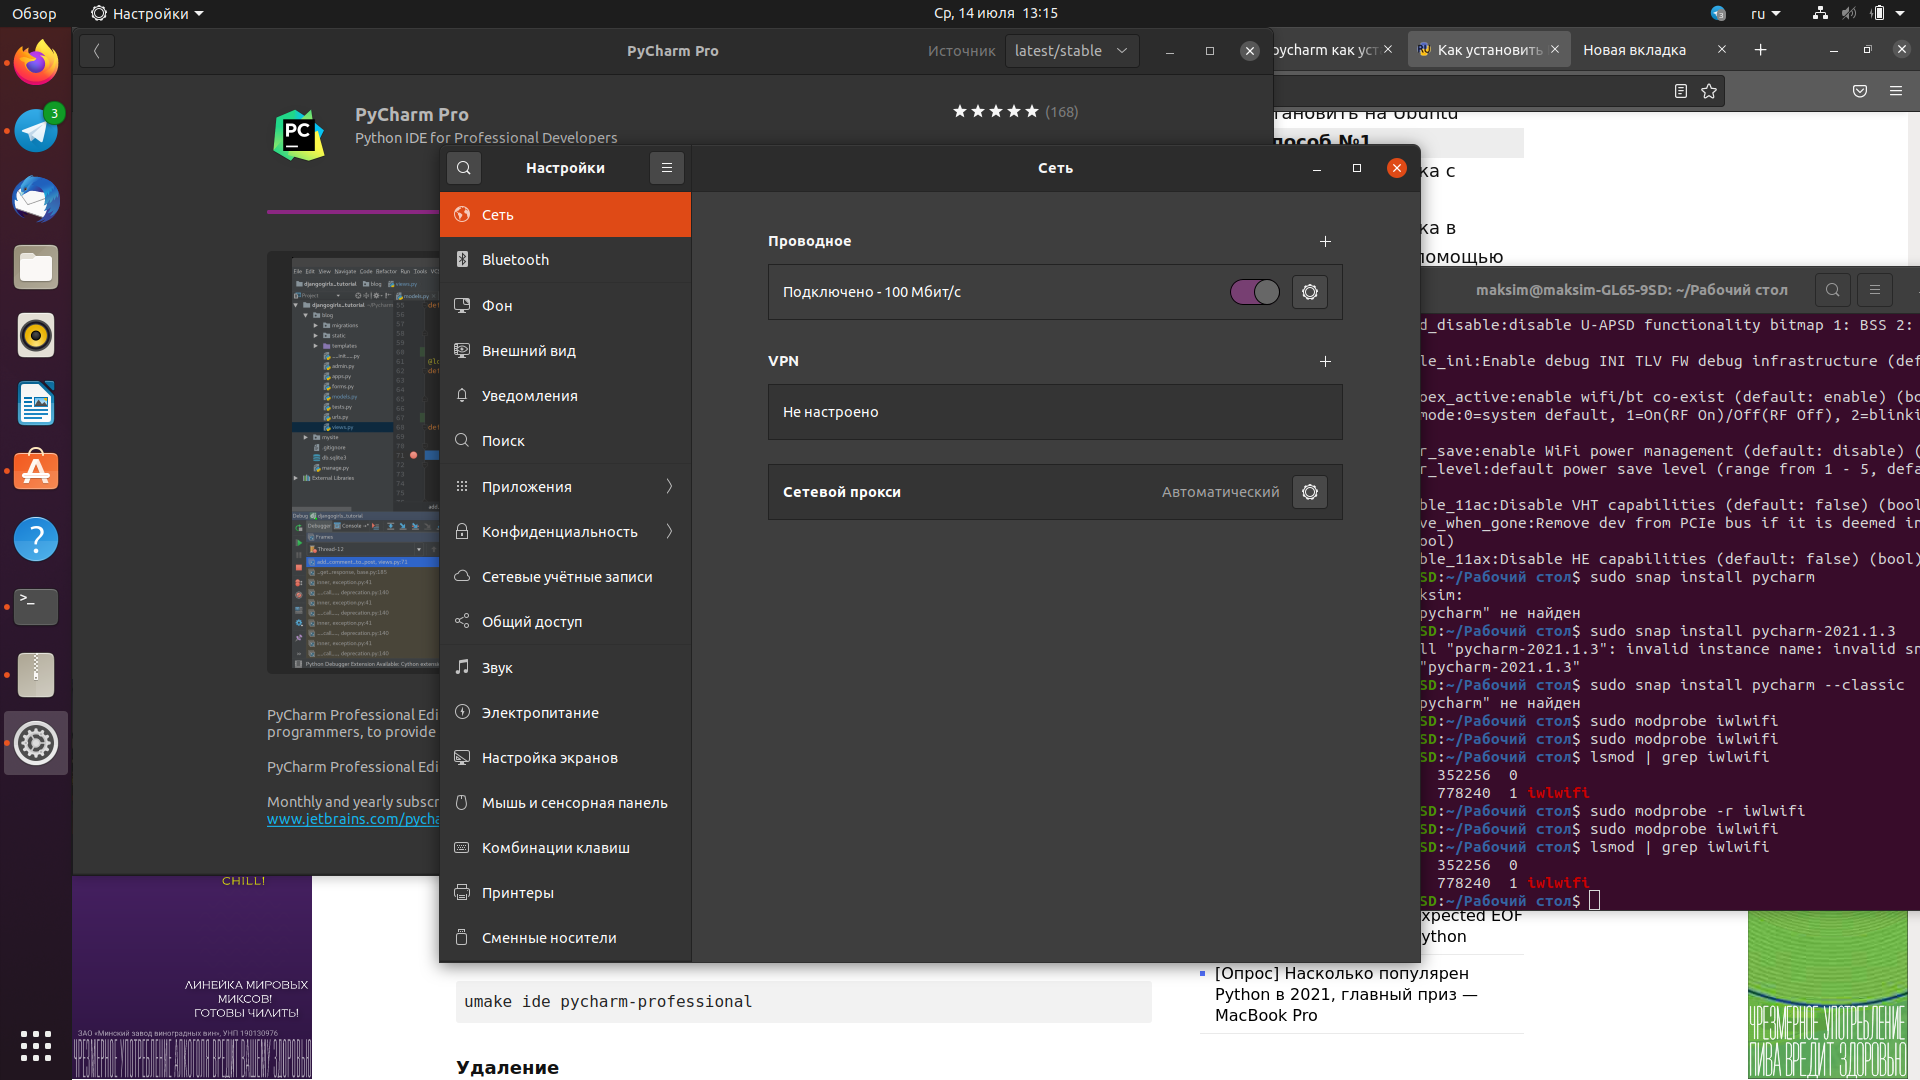 Обзор
Настройки
Ср, 14 июля 13:15
ru
3
PyCharm Pro
Источник
latest/stable
PyCharm Pro
Python IDE for Professional Developers
(168)
PC
pycharm как уст
Как установить
Новая вкладка
тановить на Ubuntu
пособ №1
ка с
ка в
помощью
PyCharm Professional Edi
programmers, to provide
PyCharm Professional Edi
Monthly and yearly subscr
www.jetbrains.com/pycha
Настройки
Сеть
Bluetooth
Фон
Внешний вид
Уведомления
Поиск
Приложения
Конфиденциальность
Сетевые учётные записи
Общий доступ
Звук
Электропитание
Настройка экранов
Мышь и сенсорная панель
Комбинации клавиш
Принтеры
Сменные носители
Сеть
Проводное
Подключено - 100 Мбит/с
VPN
Не настроено
Сетевой прокси
Автоматический
maksim@maksim-GL65-9SD: ~/Рабочий стол
d_disable:disable U-APSD functionality bitmap 1: BSS 2:
le_ini:Enable debug INI TLV FW debug infrastructure (def
oex_active:enable wifi/bt co-exist (default: enable) (bo
mode:0=system default, 1=On(RF On)/Off(RF Off), 2=blinki
r_save:enable WiFi power management (default: disable) (
r_level:default power save level (range from 1 - 5, defa
ble_11ac:Disable VHT capabilities (default: false) (bool
ve_when_gone:Remove dev from PCIe bus if it is deemed in
ool)
ble_11ax:Disable HE capabilities (default: false) (bool)
SD:~/Рабочий стол$ sudo snap install pycharm
ksim:
pycharm" не найден
SD:~/Рабочий стол$ sudo snap install pycharm-2021.1.3
ll "pycharm-2021.1.3": invalid instance name: invalid sn
"pycharm-2021.1.3"
SD:~/Рабочий стол$ sudo snap install pycharm --classic
pycharm" не найден
SD:~/Рабочий стол$ sudo modprobe iwlwifi
SD:~/Рабочий стол$ sudo modprobe iwlwifi
SD:~/Рабочий стол$ lsmod | grep iwlwifi
352256 0
778240 1 iwlwifi
SD:~/Рабочий стол$ sudo modprobe -r iwlwifi
SD:~/Рабочий стол$ sudo modprobe iwlwifi
SD:~/Рабочий стол$ lsmod | grep iwlwifi
352256 0
778240 1 iwlwifi
SD:~/Рабочий стол$
xpected EOF
ython
[Опрос] Насколько популярен
Python в 2021, главный приз —
MacBook Pro
umake ide pycharm-professional
Удаление
CHILL!
ЛИНЕЙКА МИРОВЫХ
МИКСОВ!
ГОТОВЫ ЧИЛИТЬ!
ЗАО «Минский завод виноградных вин», УНП 190130976
ЧРЕЗМЕРНОЕ УПОТРЕБЛЕНИЕ АЛКОГОЛЯ ВРЕДИТ ВАШЕМУ ЗДОРОВЬЮ
ЧРЕЗМЕРНОЕ УПОТРЕБЛЕНИЕ
ПИВА ВРЕДИТ ЗДОРОВЬЮ